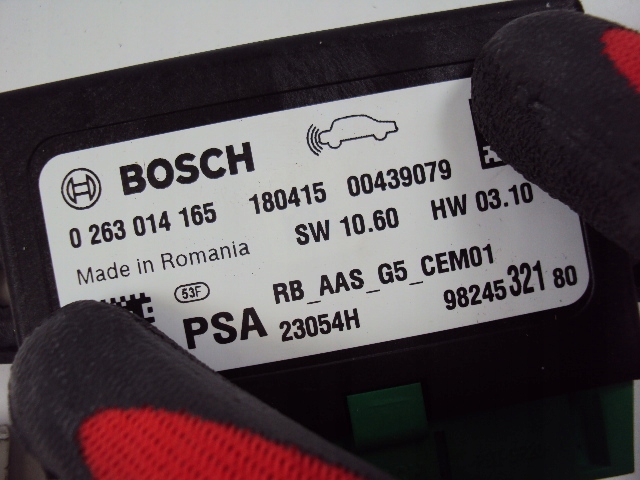 BOSCH
0 263 014 165 180415 00439079
SW 10.60 HW 03.10
Made in Romania
53F RB_AAS_G5_CEM01
PSA 23054H 98245 321 80